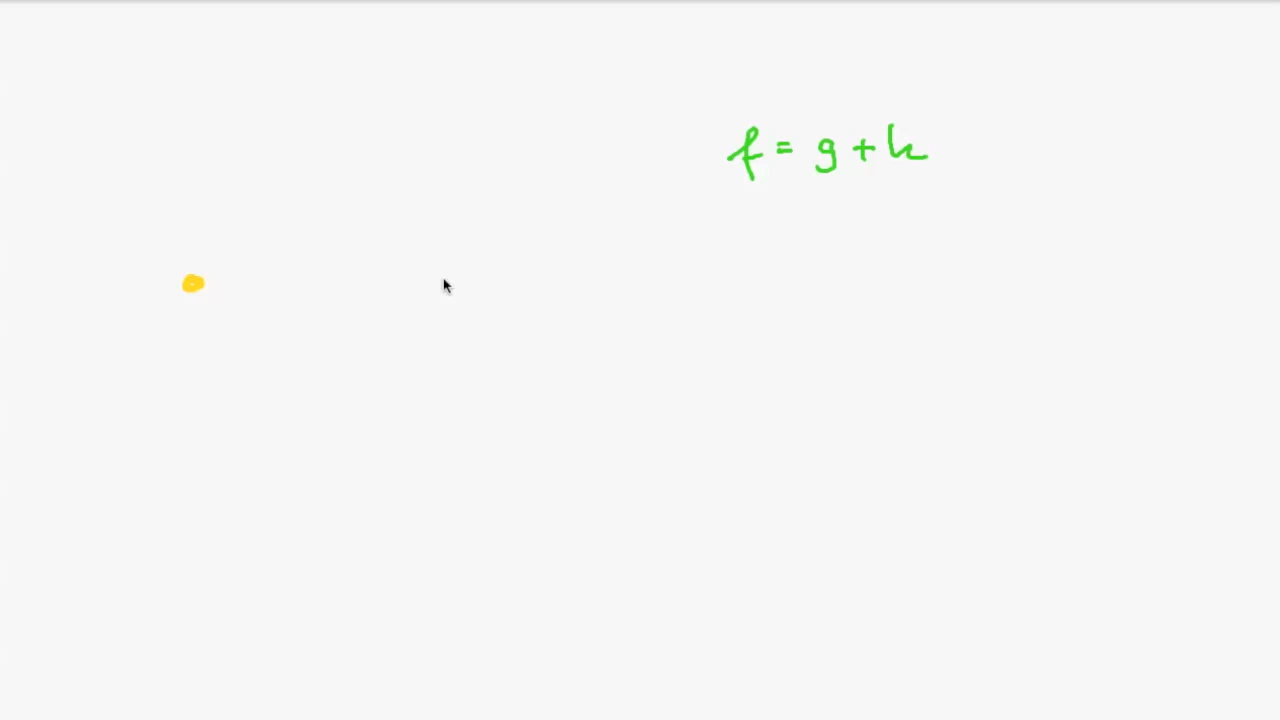 f = g + h